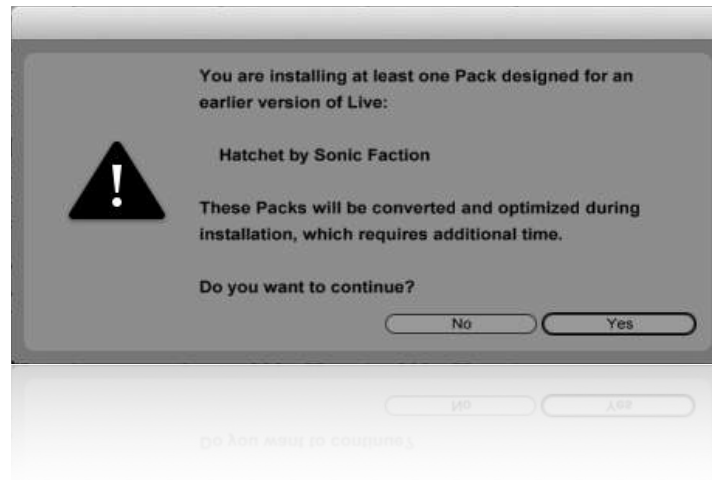 You are installing at least one Pack designed for an
earlier version of Live:
Hatchet by Sonic Faction
These Packs will be converted and optimized during
installation, which requires additional time.
Do you want to continue?
No
Yes